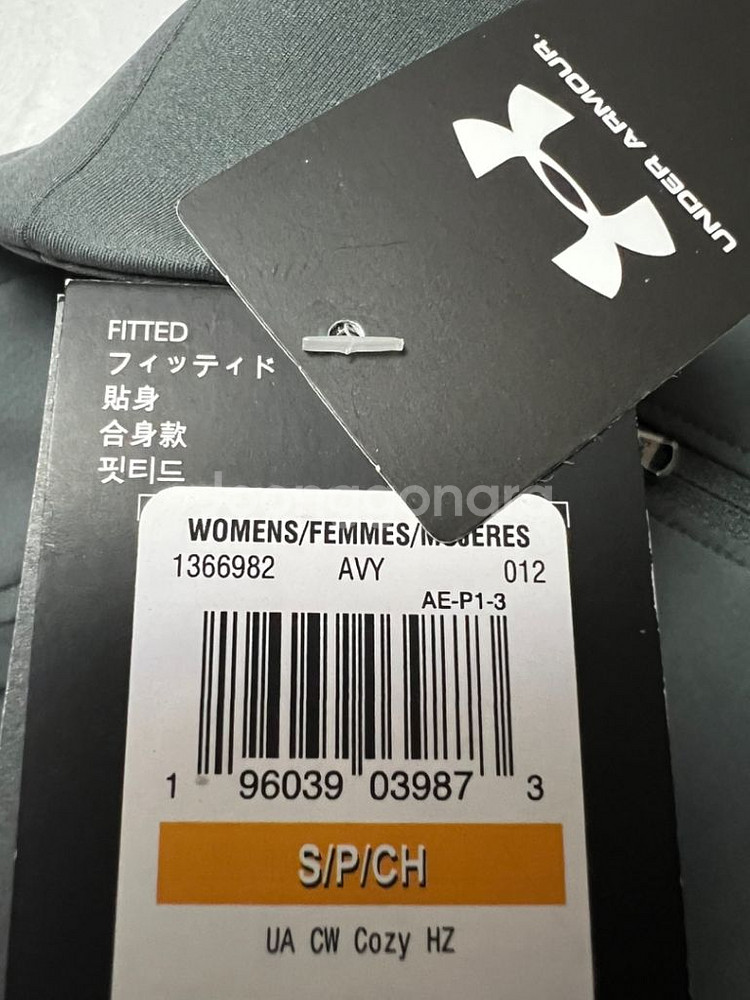 UNDER ARMOUR.
FITTED
フィッティド
貼身
合身款
핏티드
WOMENS/FEMMES/MUJERES
1366982 AVY 012
AE-P1-3
1 96039 03987 3
S/P/CH
UA CW Cozy HZ